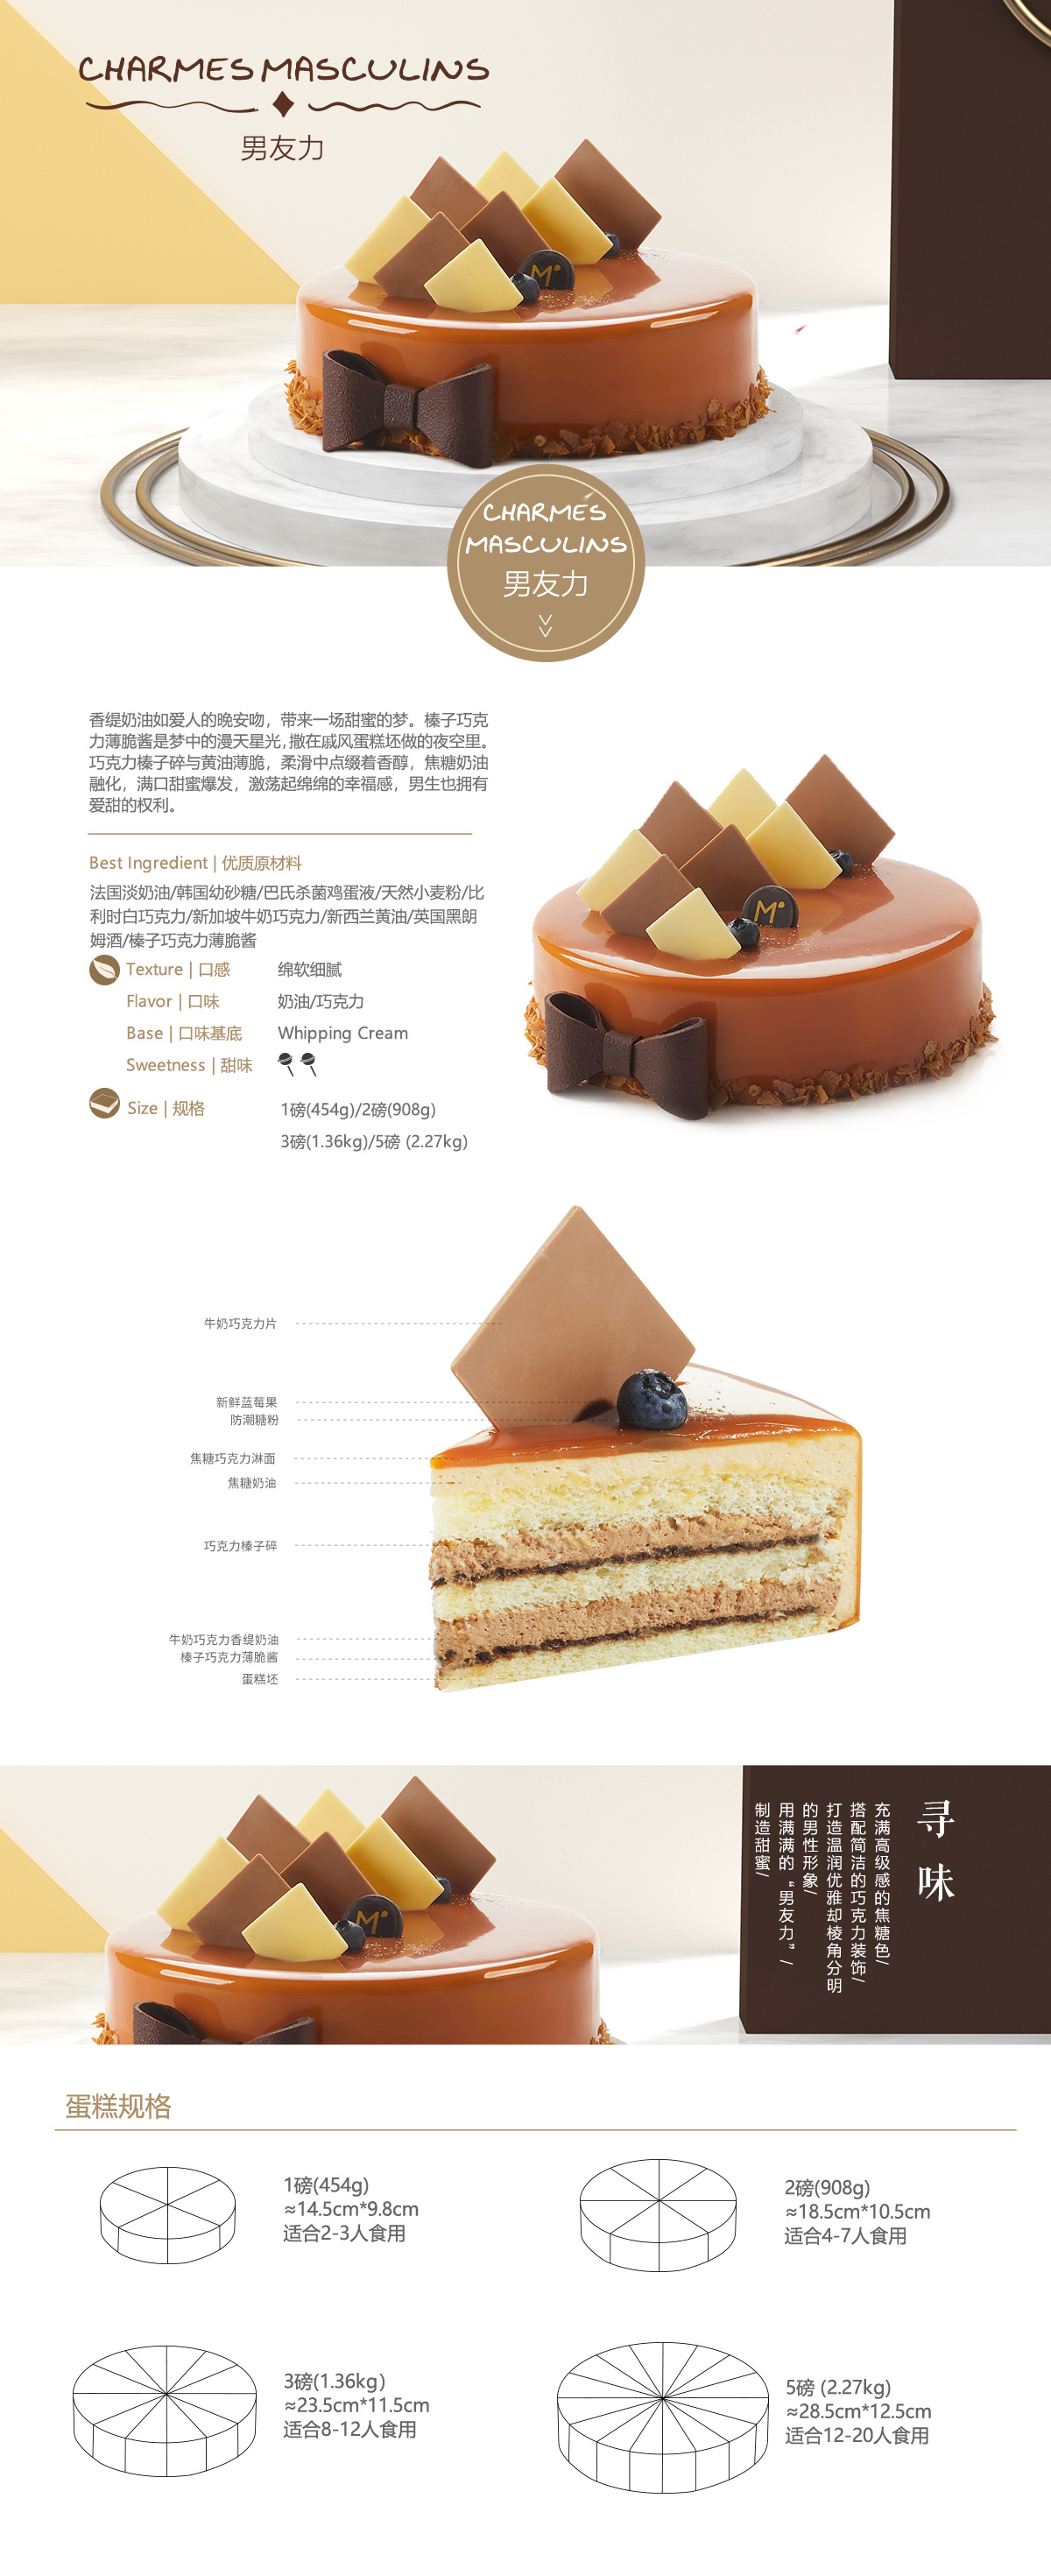 CHARMES MASCULINS
男友力
M
CHARMES
MASCULINS
男友力
香缇奶油如爱人的晚安吻，带来一场甜蜜的梦。榛子巧克
力薄脆酱是梦中的漫天星光，撒在戚风蛋糕坯做的夜空里。
巧克力榛子碎与黄油薄脆，柔滑中点缀着香醇，焦糖奶油
融化，满口甜蜜爆发，激荡起绵绵的幸福感，男生也拥有
爱甜的权利。
Best Ingredient | 优质原材料
法国淡奶油/韩国幼砂糖/巴氏杀菌鸡蛋液/天然小麦粉/比
利时白巧克力/新加坡牛奶巧克力/新西兰黄油/英国黑朗
姆酒/榛子巧克力薄脆酱
Texture | 口感 绵软细腻
Flavor | 口味 奶油/巧克力
Base | 口味基底 Whipping Cream
Sweetness | 甜味
Size | 规格 1磅(454g)/2磅(908g)
3磅(1.36kg)/5磅 (2.27kg)
M
牛奶巧克力片
新鲜蓝莓果
防潮糖粉
焦糖巧克力淋面
焦糖奶油
巧克力榛子碎
牛奶巧克力香缇奶油
榛子巧克力薄脆酱
蛋糕坯
M
寻味
充满高级感的焦糖色/
搭配简洁的巧克力装饰/
打造温润优雅却棱角分明
的男性形象/
用满满的“男友力”/
制造甜蜜/
蛋糕规格
1磅(454g)
≈14.5cm*9.8cm
适合2-3人食用
2磅(908g)
≈18.5cm*10.5cm
适合4-7人食用
3磅(1.36kg)
≈23.5cm*11.5cm
适合8-12人食用
5磅 (2.27kg)
≈28.5cm*12.5cm
适合12-20人食用